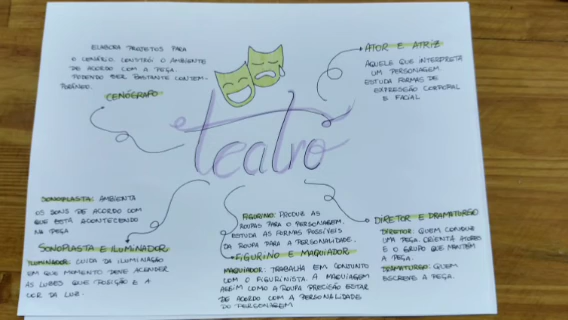 ELABORA PROJETOS PARA
O CENÁRIO. CONSTRÓI O AMBIENTE
DE ACORDO COM A PEÇA.
PODENDO SER BASTANTE CONTEM-
PORÂNEO.
CENÓGRAFO
ATOR E ATRIZ
AQUELE QUE INTERPRETA
UM PERSONAGEM.
ESTUDA FORMAS DE
EXPRESSÃO CORPORAL
E FACIAL
teatro
SONOPLASTA: AMBIENTA
OS SONS DE ACORDO COM
QUE ESTÁ ACONTECENDO
NA PEÇA
SONOPLASTA E ILUMINADOR
ILUMINADOR: CUIDA DA ILUMINAÇÃO
EM QUE MOMENTO DEVE ACENDER
AS LUZES QUE POSIÇÃO E A
COR DA LUZ.
FIGURINO: PRODUZ AS
ROUPAS PARA O PERSONAGEM.
ESTUDA AS FORMAS POSSÍVEIS
DA ROUPA PARA A PERSONALIDADE.
FIGURINO E MAQUIADOR
MAQUIADOR: TRABALHA EM CONJUNTO
COM O FIGURINISTA. A MAQUIAGEM
ASSIM COMO A ROUPA PRECISÃO ESTAR
DE ACORDO COM A PERSONALIDADE
DO PERSONAGEM
DIRETOR E DRAMATURGO
DIRETOR: QUEM CONDUZ
UMA PEÇA. ORIENTA ATORES
E O GRUPO QUE MANTÉM
A PEÇA.
DRAMATURGO: QUEM
ESCREVE A PEÇA.